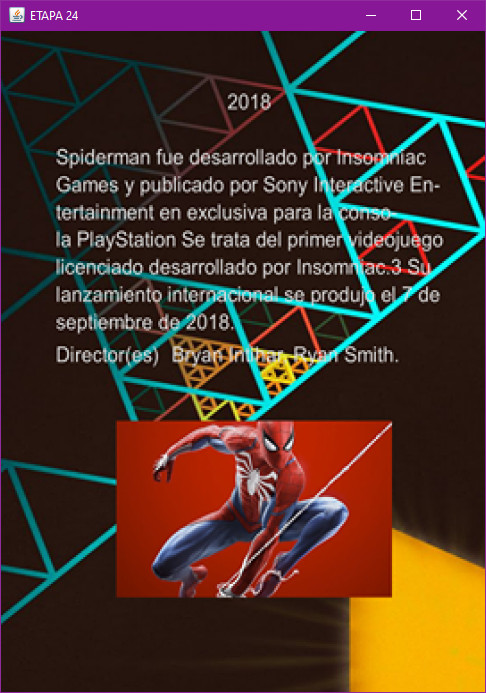 ETAPA 24
2018
Spiderman fue desarrollado por Insomniac
Games y publicado por Sony Interactive En-
tertainment en exclusiva para la conso-
la PlayStation Se trata del primer videojuego
licenciado desarrollado por Insomniac.3 Su
lanzamiento internacional se produjo el 7 de
septiembre de 2018.
Director(es) Bryan Intihar, Ryan Smith.